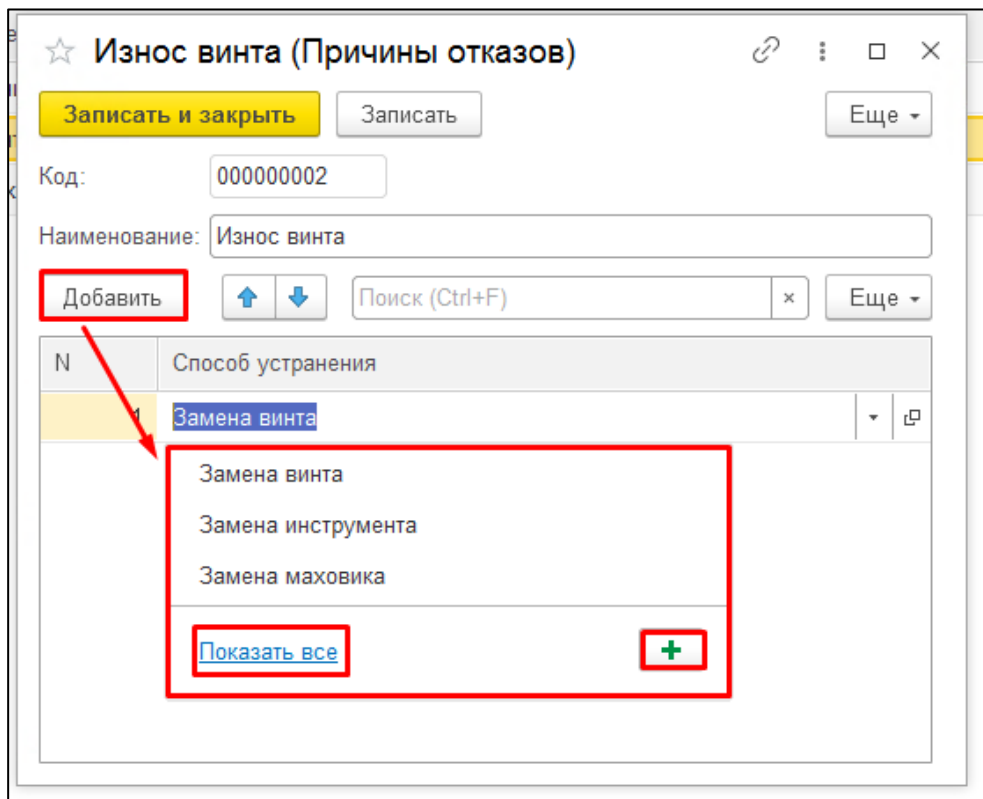 Износ винта (Причины отказов)
Записать и закрыть Записать Еще
Код: 000000002
Наименование: Износ винта
Добавить Поиск (Ctrl+F) × Еще
N Способ устранения
1 Замена винта
Замена винта
Замена инструмента
Замена маховика
Показать все